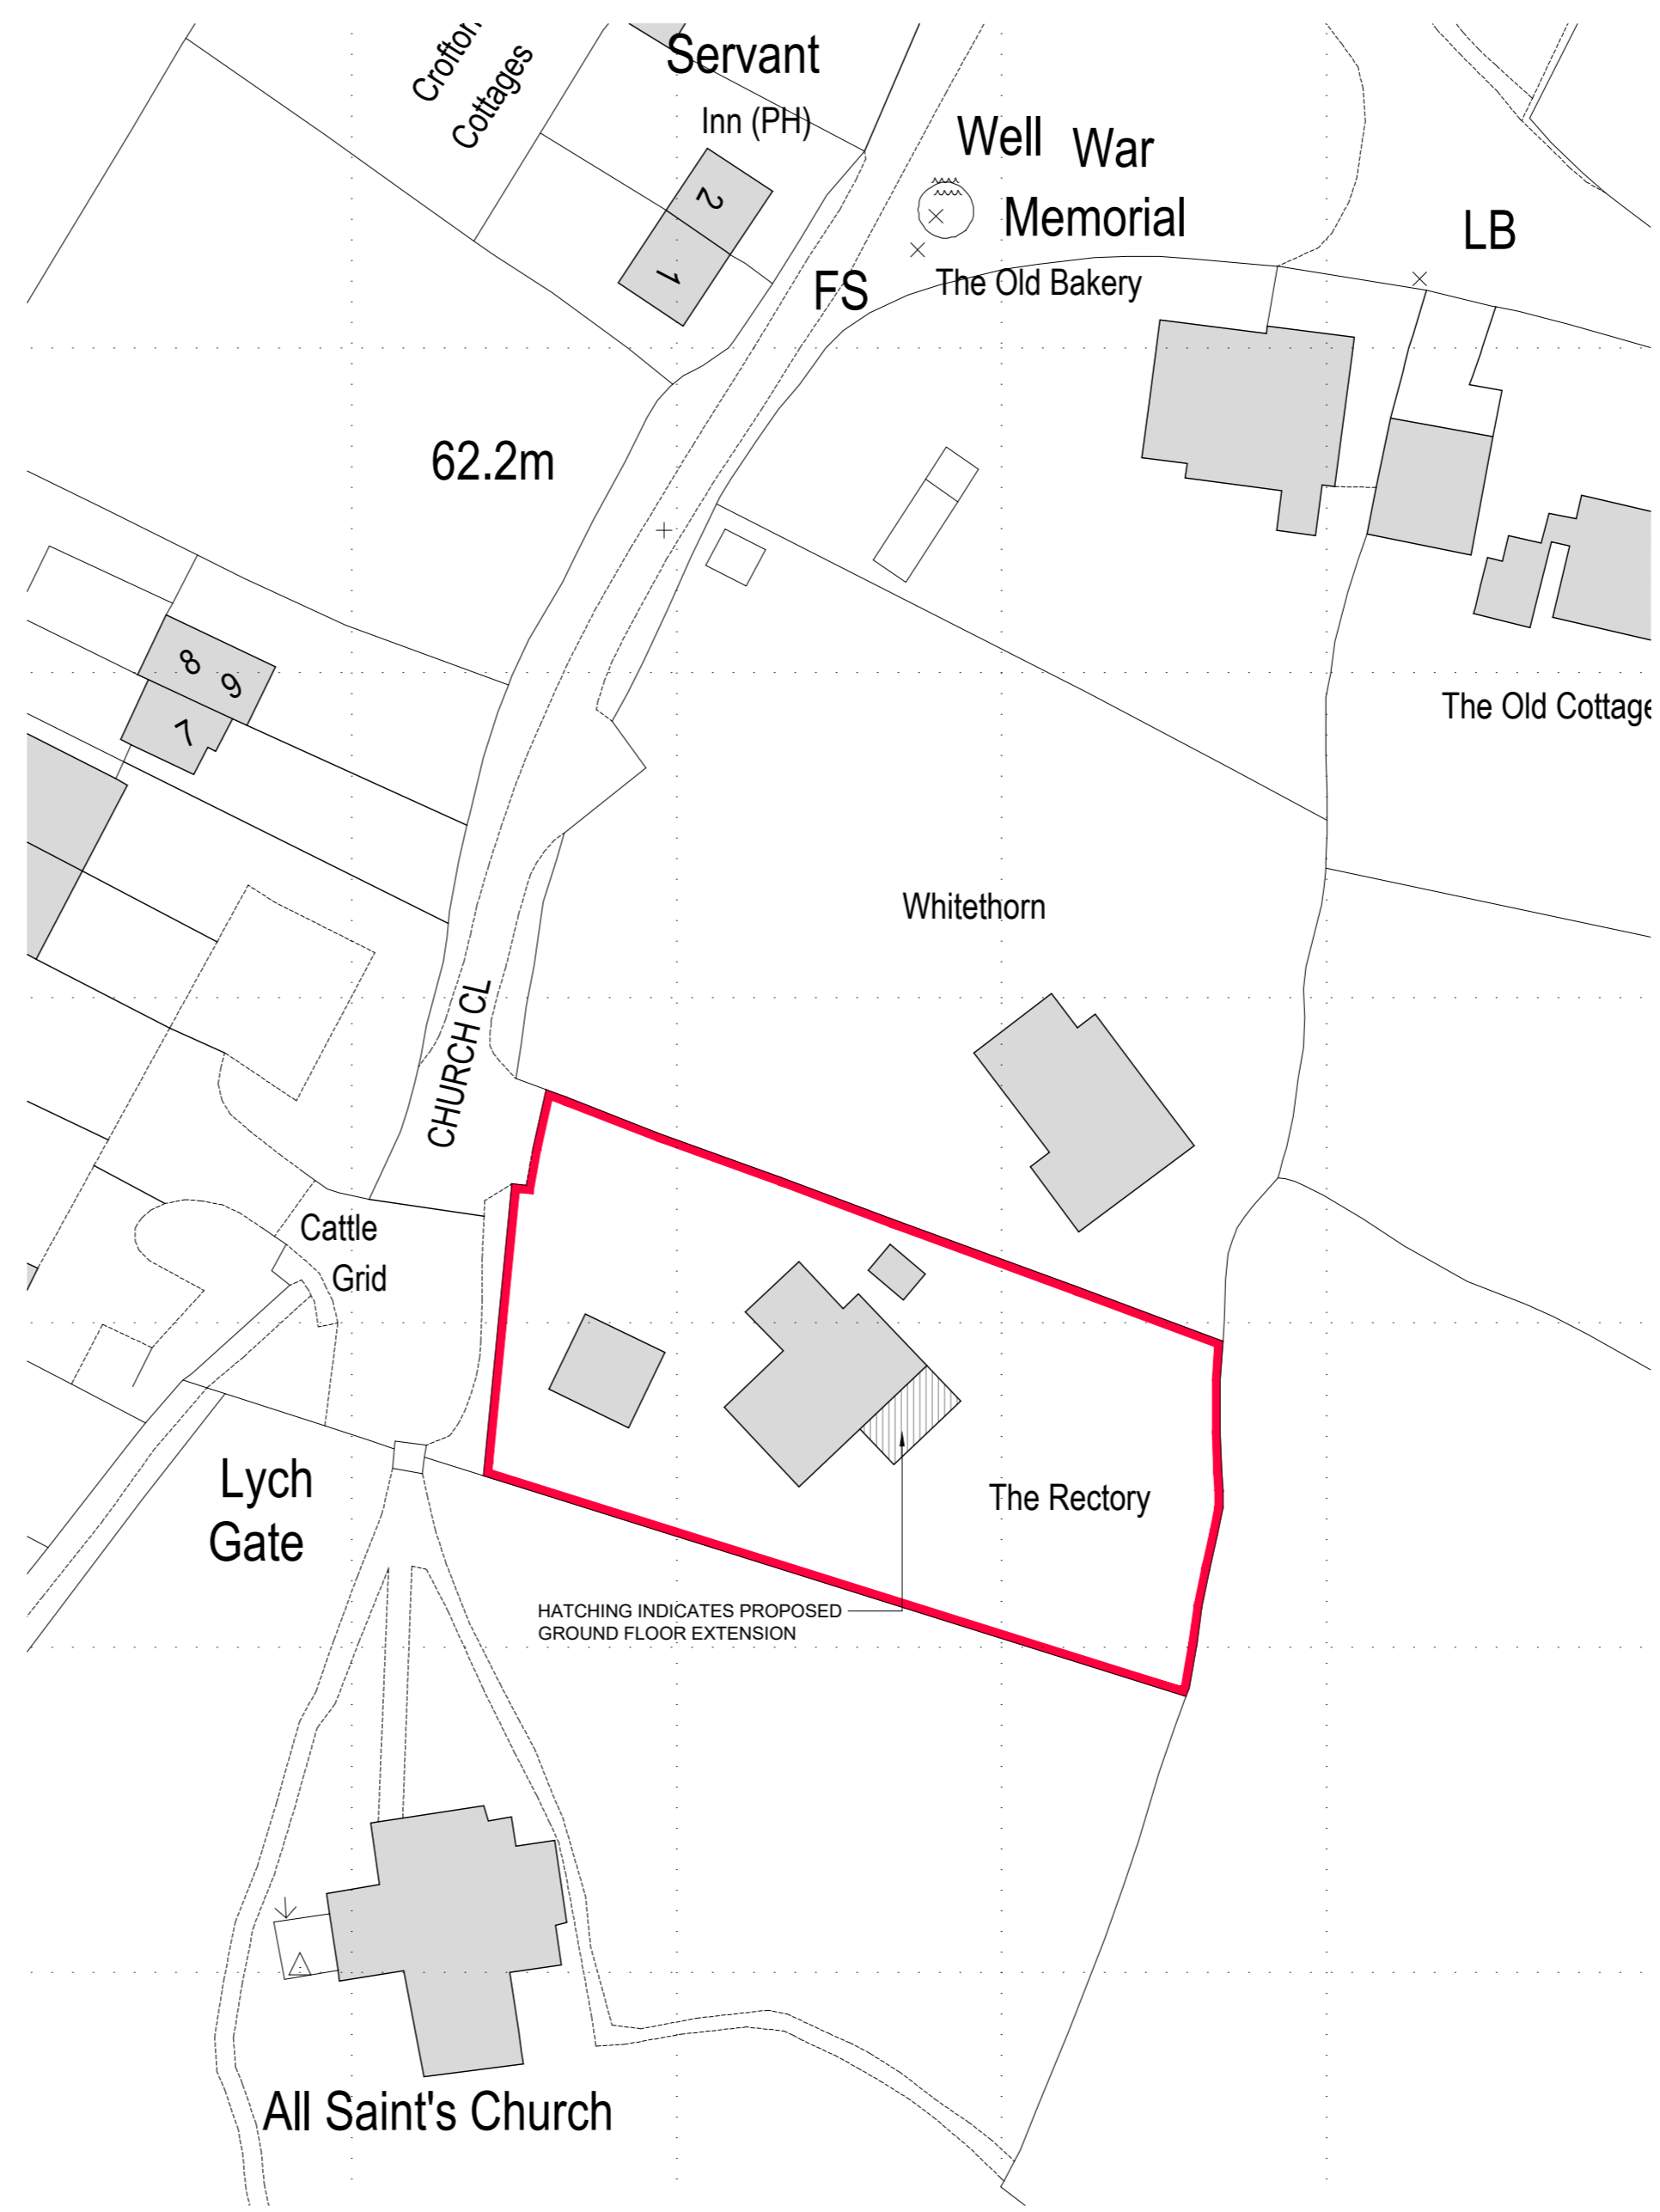 Crofton
Cottages
Servant
Inn (PH)
2
1
Well
War
Memorial
FS
The Old Bakery
LB
62.2m
8
9
7
The Old Cottage
Whitethorn
CHURCH CL
Cattle
Grid
Lych
Gate
The Rectory
HATCHING INDICATES PROPOSED
GROUND FLOOR EXTENSION
All Saint's Church